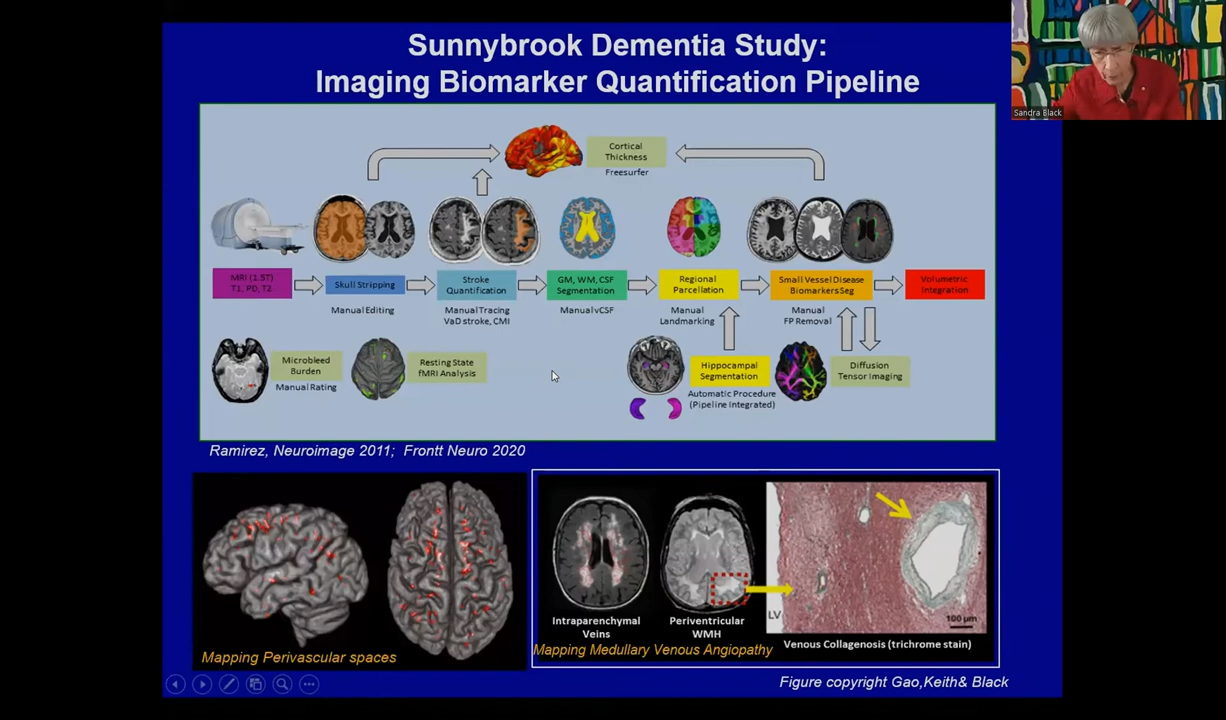 Sunnybrook Dementia Study:
Imaging Biomarker Quantification Pipeline
Sandra Black
Cortical
Thickness
Freesurfer
MRI (1.5T)
T1, PD, T2
Skull Stripping
Manual Editing
Stroke
Quantification
Manual Tracing
VaD stroke, CMI
GM, WM, CSF
Segmentation
Manual vCSF
Regional
Parcellation
Manual
Landmarking
Small Vessel Disease
BiomarkersSeg
Manual
FP Removal
Volumetric
Integration
Microbleed
Burden
Manual Rating
Resting State
fMRI Analysis
Hippocampal
Segmentation
Automatic Procedure
(Pipeline Integrated)
Diffusion
Tensor Imaging
Ramirez, Neuroimage 2011; Frontt Neuro 2020
Mapping Perivascular spaces
Intraparenchymal
Veins
Periventricular
WMH
Mapping Medullary Venous Angiopathy
LV
100 μm
Venous Collagenosis (trichrome stain)
Figure copyright Gao,Keith& Black